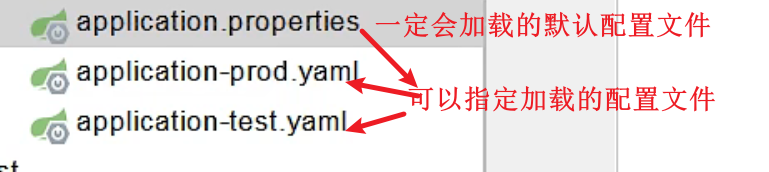 application.properties 一定会加载的默认配置文件
application-prod.yaml
可以指定加载的配置文件
application-test.yaml